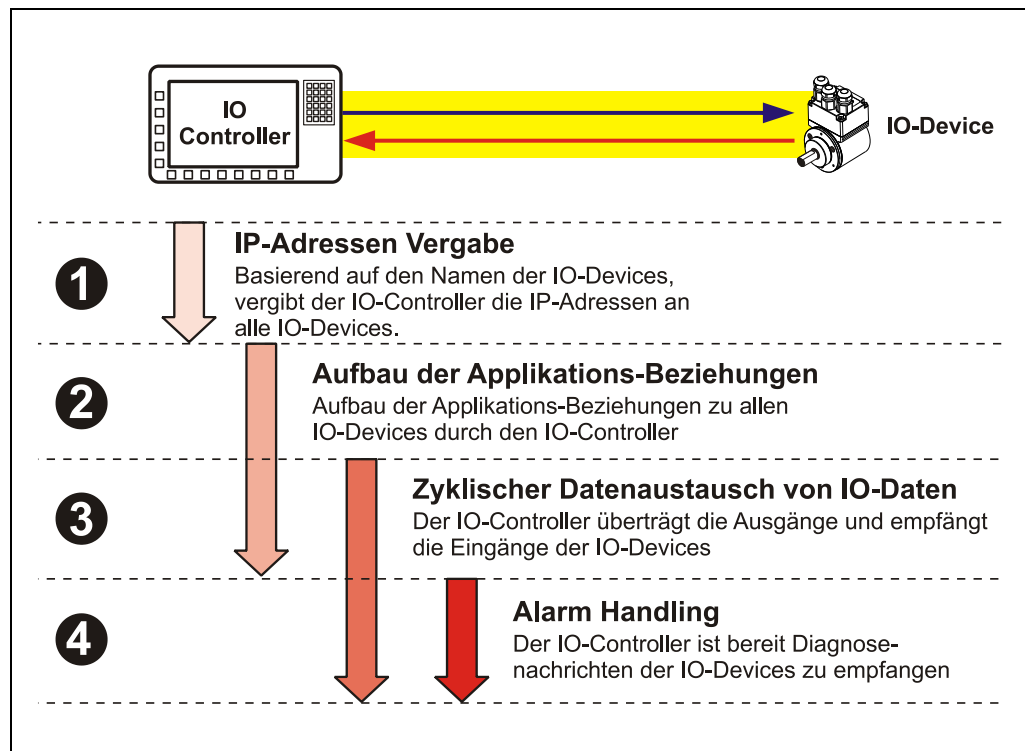 IO
Controller
IO-Device
1
IP-Adressen Vergabe
Basierend auf den Namen der IO-Devices,
vergibt der IO-Controller die IP-Adressen an
alle IO-Devices.
2
Aufbau der Applikations-Beziehungen
Aufbau der Applikations-Beziehungen zu allen
IO-Devices durch den IO-Controller
3
Zyklischer Datenaustausch von IO-Daten
Der IO-Controller überträgt die Ausgänge und empfängt
die Eingänge der IO-Devices
4
Alarm Handling
Der IO-Controller ist bereit Diagnose-
nachrichten der IO-Devices zu empfangen